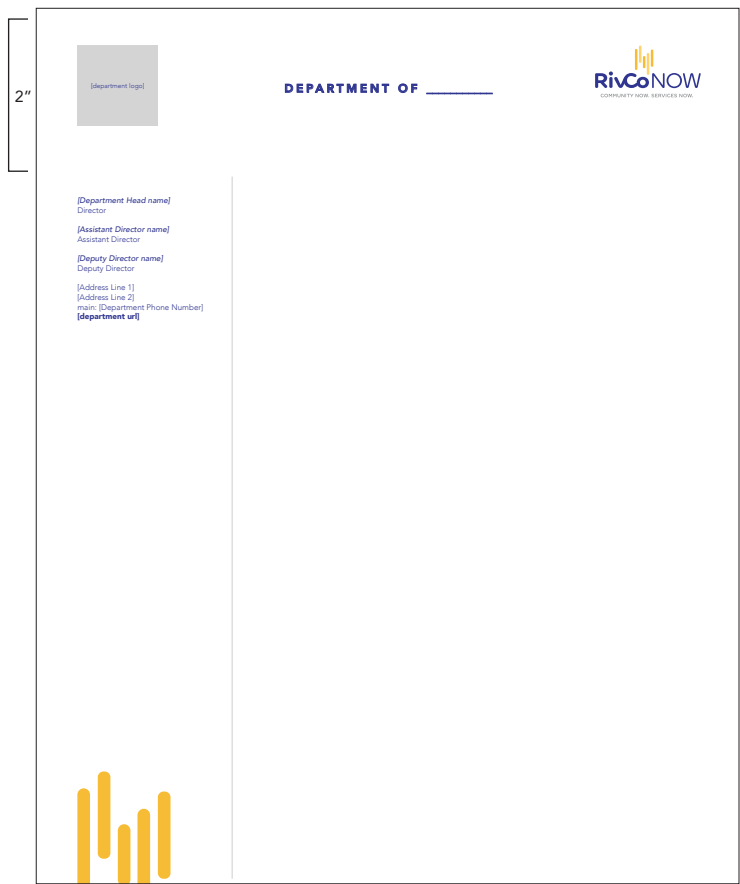 2”
[department logo]
DEPARTMENT OF __________
RivCoNOW
COMMUNITY NOW. SERVICES NOW.
[Department Head name]
Director
[Assistant Director name]
Assistant Director
[Deputy Director name]
Deputy Director
[Address Line 1]
[Address Line 2]
main: [Department Phone Number]
[department url]